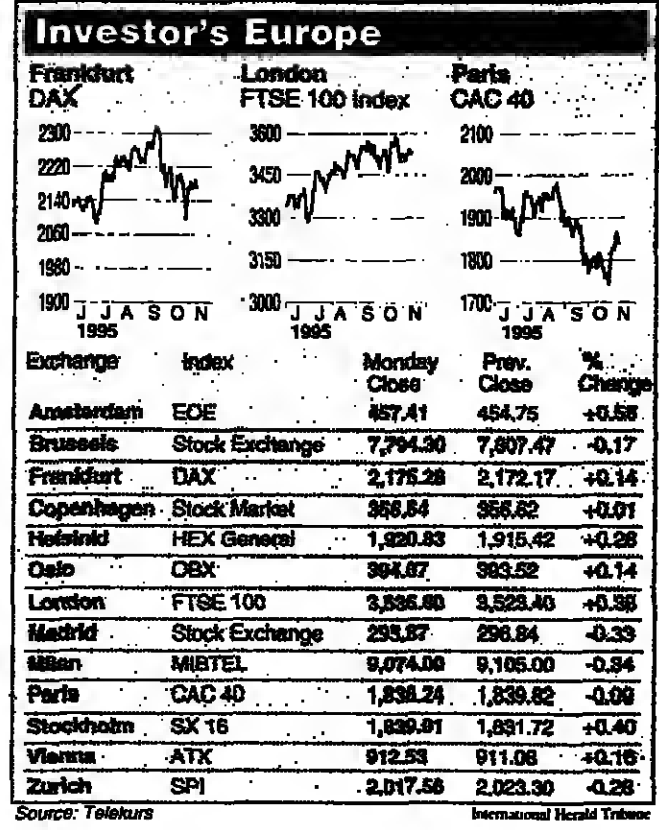 Investor's Europe
Frankfurt London Paris
DAX FTSE 100 Index CAC 40
2300 3600 2100
2220 3450 2000
2140 3300 1900
2060 3150 1800
1980 3000 1700
1900
J J A S O N J J A S O N J J A S O N
1995 1995 1995
Exchange Index Monday Prev. %
Close Close Change
Amsterdam EOE 457.41 454.75 +0.58
Brussels Stock Exchange 7,794.30 7,807.47 -0.17
Frankfurt DAX 2,175.28 2,172.17 +0.14
Copenhagen Stock Market 356.64 356.62 +0.01
Helsinki HEX General 1,920.83 1,915.42 +0.28
Oslo OBX 394.07 393.52 +0.14
London FTSE 100 3,536.60 3,523.40 +0.38
Madrid Stock Exchange 295.87 296.84 -0.33
Milan MIBTEL 9,074.00 9,105.00 -0.34
Paris CAC 40 1,838.24 1,839.82 -0.09
Stockholm SX 16 1,839.01 1,831.72 +0.40
Vienna ATX 912.53 911.08 +0.16
Zurich SPI 2,017.56 2,023.30 -0.28
Source: Telekurs International Herald Tribune